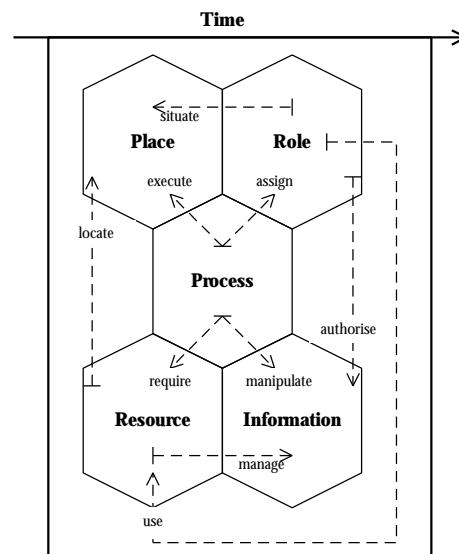 Time
situate
Place
Role
execute
assign
locate
Process
authorise
require
manipulate
Resource
Information
manage
use